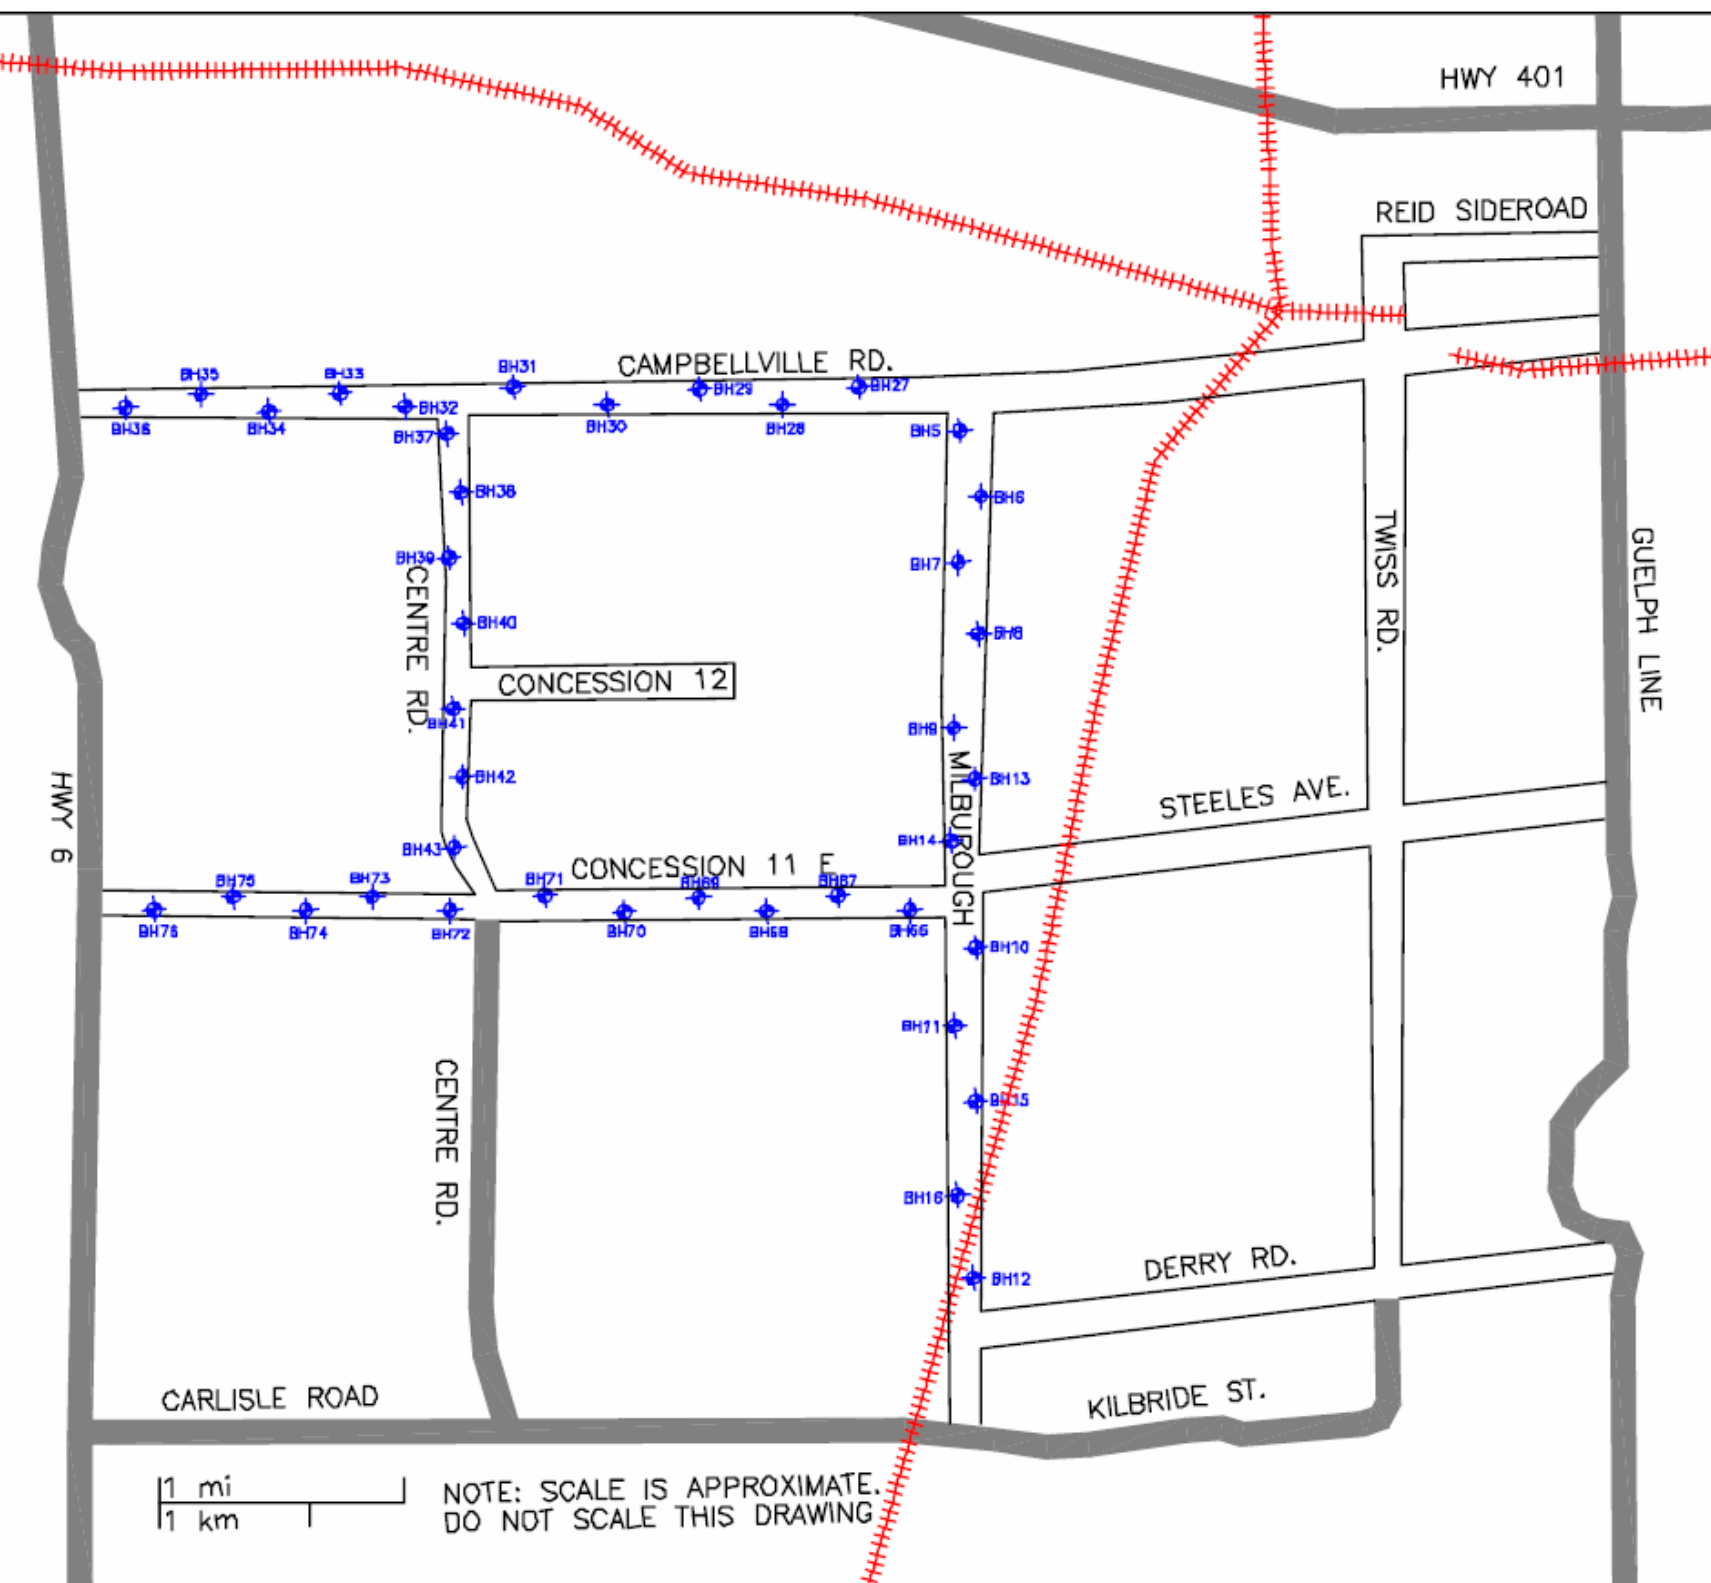 HWY 401
REID SIDEROAD
CAMPBELLVILLE RD.
BH31
BH35
BH33
BH29
BH27
BH32
BH36
BH34
BH37
BH30
BH28
BH5
BH38
BH6
BH39
BH7
BH40
BH8
CENTRE RD.
TWISS RD.
GUELPH LINE
CONCESSION 12
BH41
BH9
BH42
BH13
HWY 6
STEELES AVE.
MILBUROUGH
BH43
BH14
CONCESSION 11 E
BH75
BH73
BH71
BH69
BH67
BH76
BH74
BH72
BH70
BH68
BH66
BH10
BH11
CENTRE RD.
BH15
BH16
DERRY RD.
BH12
CARLISLE ROAD
KILBRIDE ST.
1 mi
1 km
NOTE: SCALE IS APPROXIMATE.
DO NOT SCALE THIS DRAWING